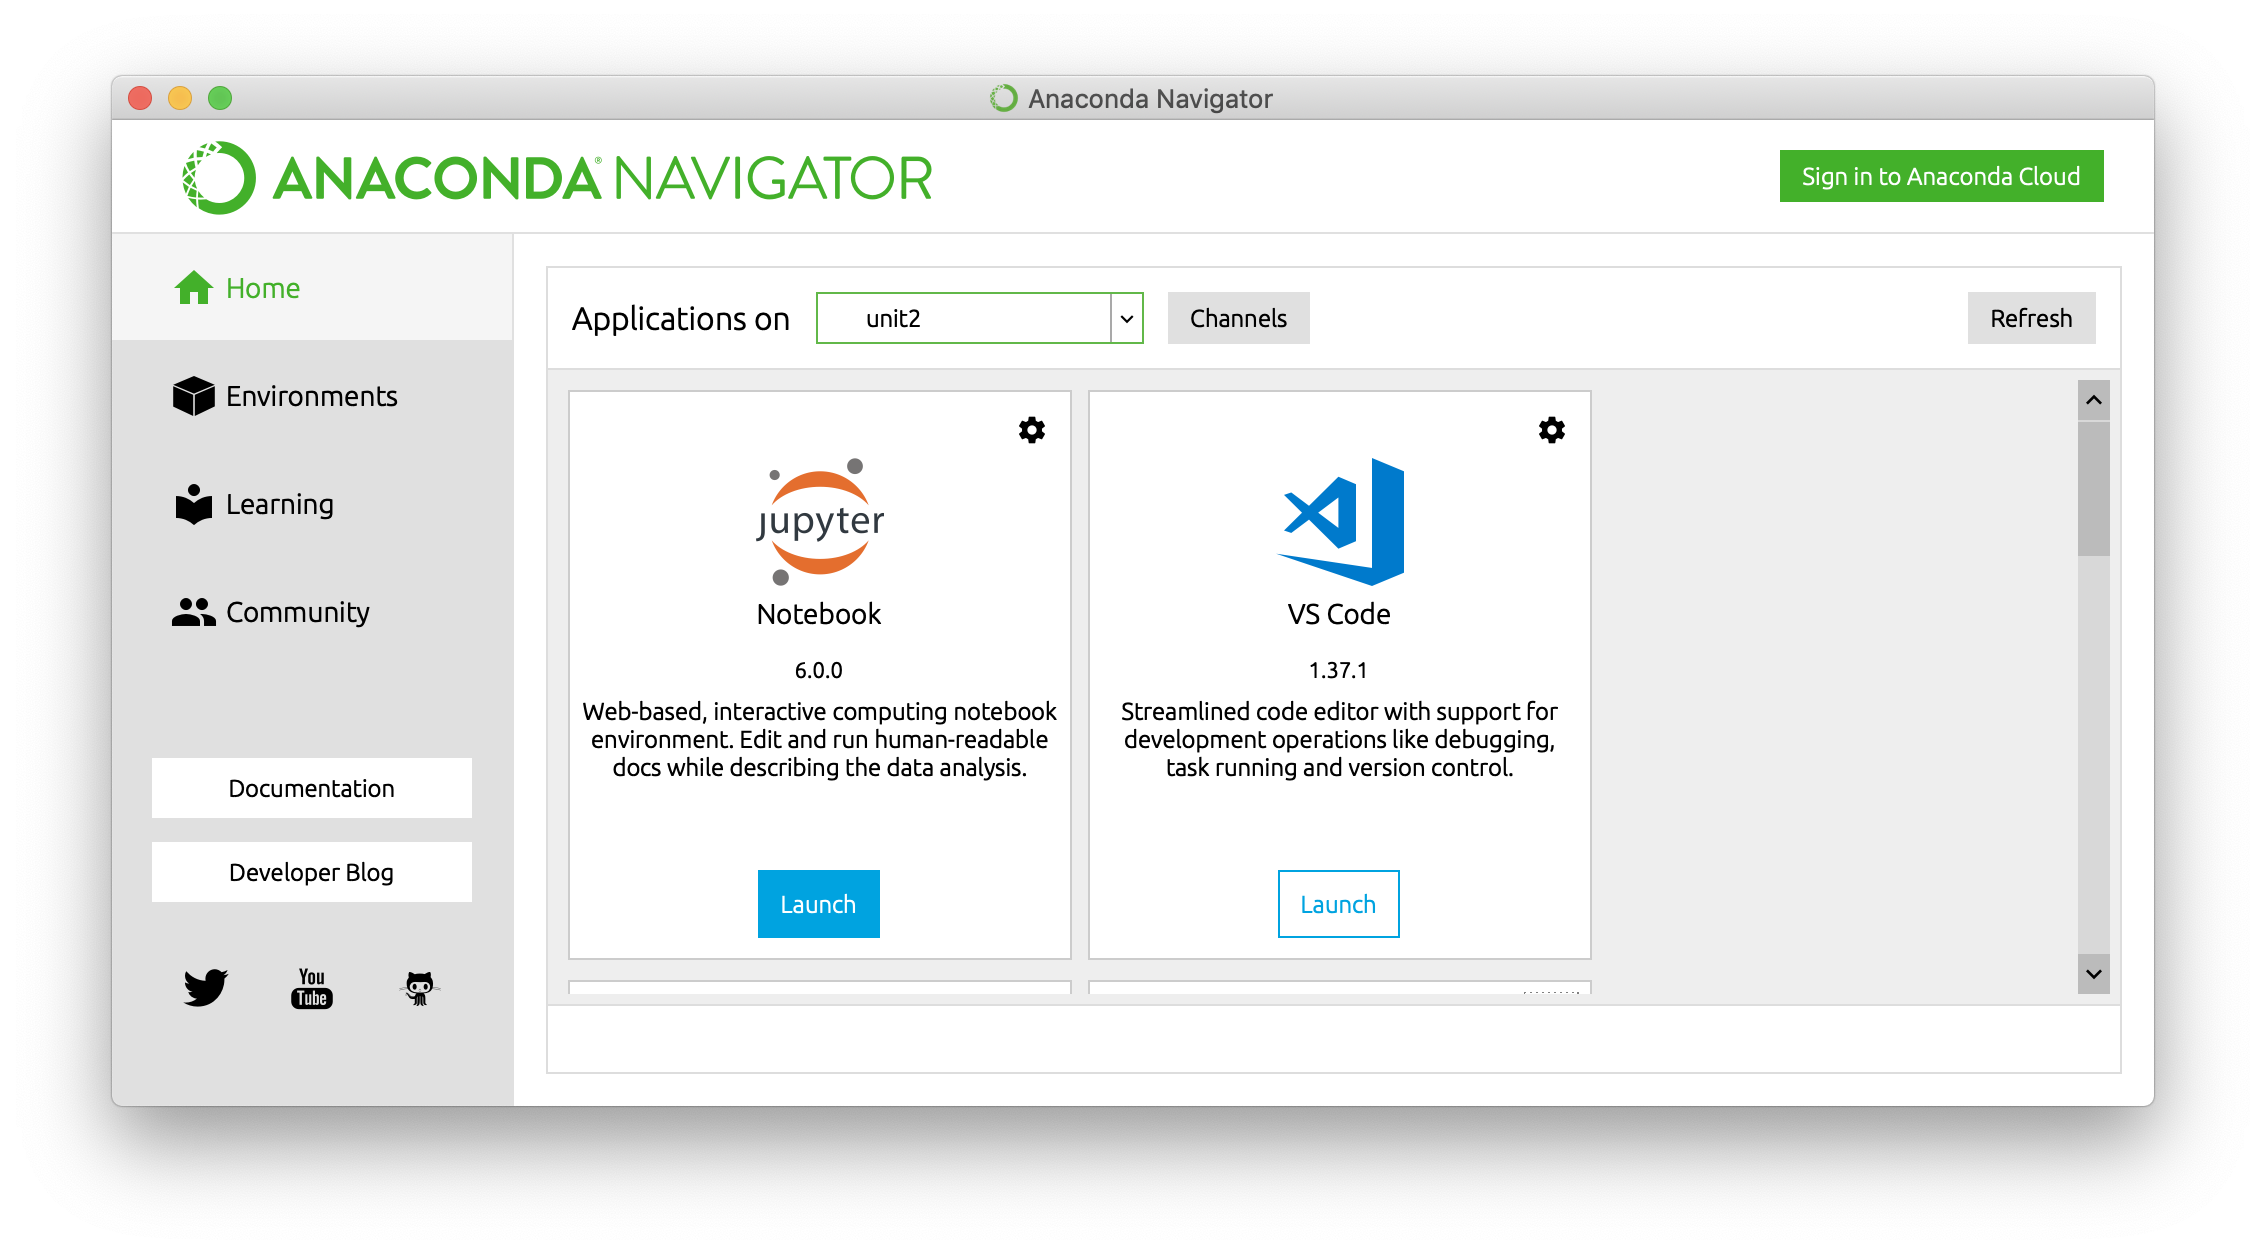 Anaconda Navigator
ANACONDA® NAVIGATOR
Sign in to Anaconda Cloud
Home
Environments
Learning
Community
Documentation
Developer Blog
You
Tube
Applications on
unit2
Channels
Refresh
jupyter
Notebook
6.0.0
Web-based, interactive computing notebook
environment. Edit and run human-readable
docs while describing the data analysis.
Launch
VS Code
1.37.1
Streamlined code editor with support for
development operations like debugging,
task running and version control.
Launch